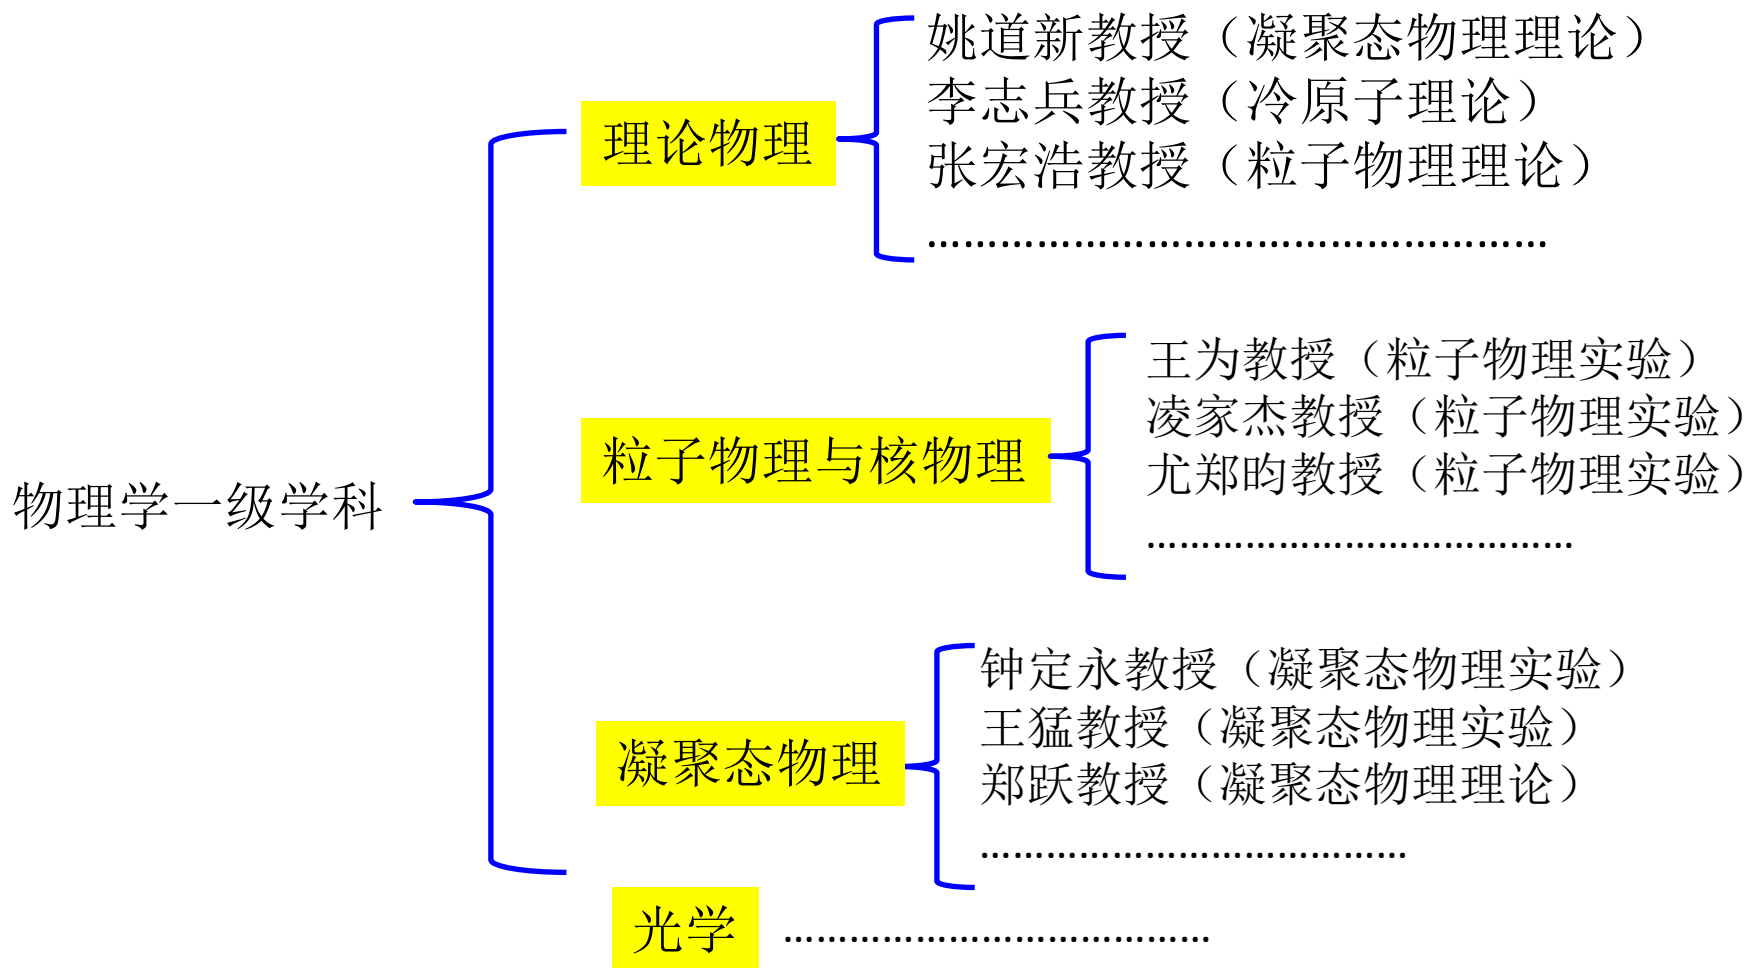 物理学一级学科
理论物理
姚道新教授（凝聚态物理理论）
李志兵教授（冷原子理论）
张宏浩教授（粒子物理理论）
………………………………………………
粒子物理与核物理
王为教授（粒子物理实验）
凌家杰教授（粒子物理实验）
尤郑昀教授（粒子物理实验）
…………………………………
凝聚态物理
钟定永教授（凝聚态物理实验）
王猛教授（凝聚态物理实验）
郑跃教授（凝聚态物理理论）
…………………………………
光学 …………………………………